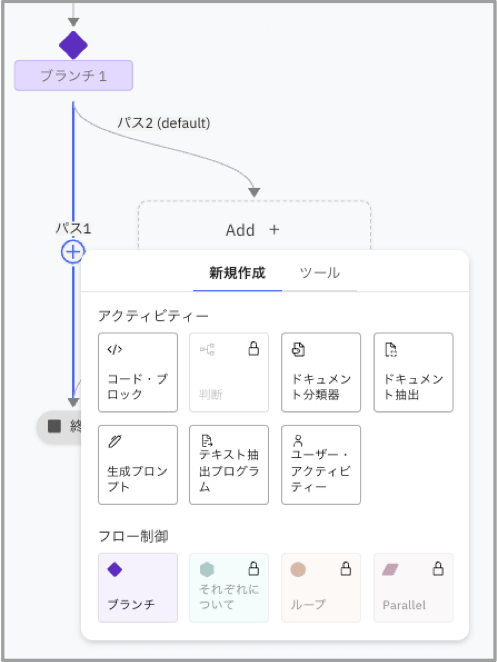 ブランチ 1
パス2 (default)
Add +
パス1
終
新規作成
ツール
アクティビティー
コード・ブ
ロック
判断
ドキュメン
ト分類器
ドキュメン
ト抽出
生成プロン
プト
テキスト抽
出プログラ
ム
ユーザー・
アクティビ
ティー
フロー制御
ブランチ
それぞれに
ついて
ループ
Parallel